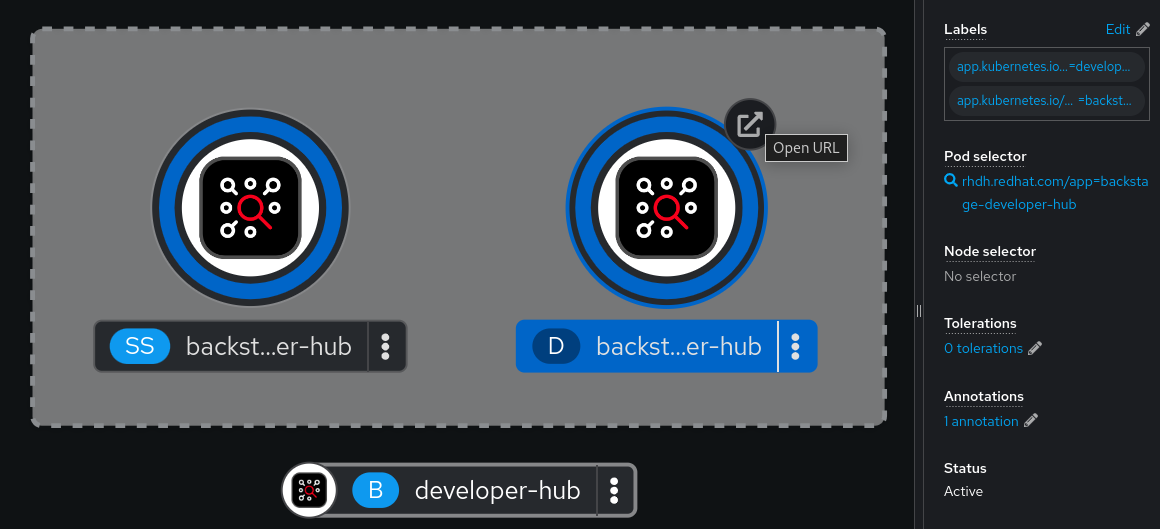 Open URL
SS
backst...er-hub
D
backst...er-hub
B
developer-hub
Labels
Edit
app.kubernetes.io...=develop...
app.kubernetes.io/... =backst...
Pod selector
rhdh.redhat.com/app=backsta
ge-developer-hub
Node selector
No selector
Tolerations
0 tolerations
Annotations
1 annotation
Status
Active